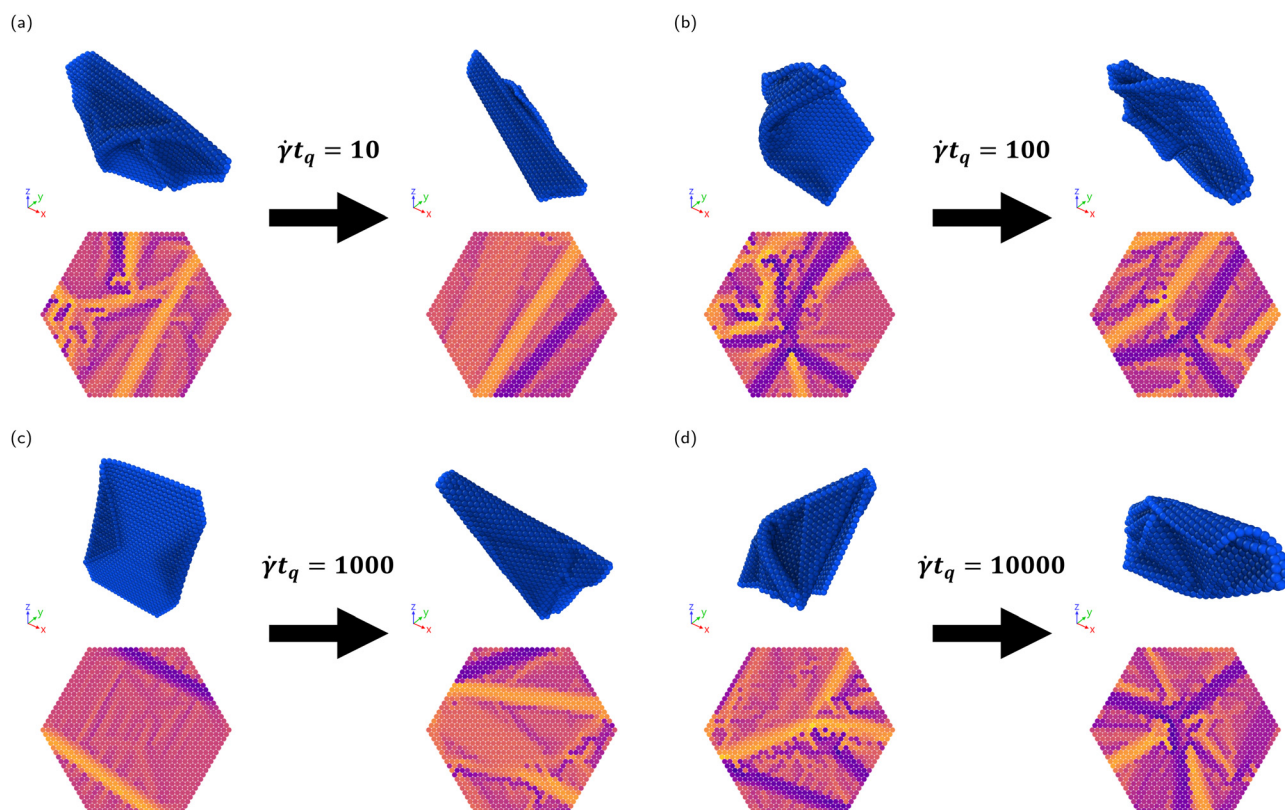 (a)
(b)
γ̇t_q = 10
γ̇t_q = 100
z
y
x
z
y
x
z
y
x
z
y
x
(c)
(d)
γ̇t_q = 1000
γ̇t_q = 10000
z
y
x
z
y
x
z
y
x
z
y
x